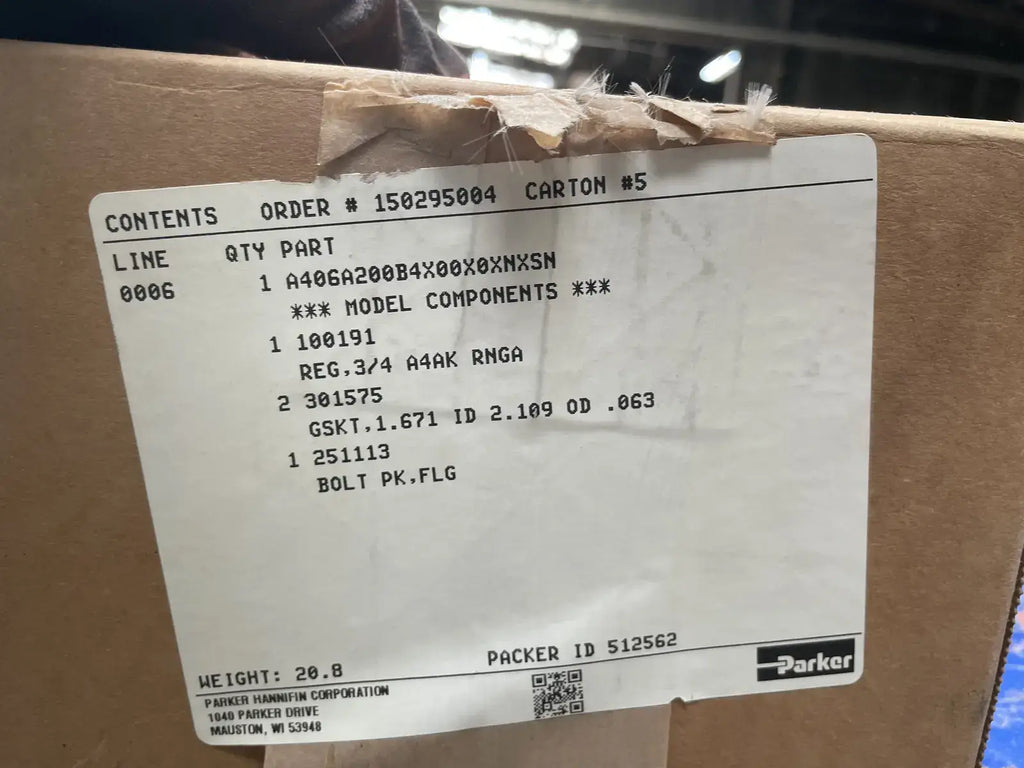 CONTENTS ORDER # 150295004 CARTON #5
LINE QTY PART
0006 1 A406A200B4X00X0XNXSN
*** MODEL COMPONENTS ***
1 100191
REG,3/4 A4AK RNGA
2 301575
GSKT,1.671 ID 2.109 OD .063
1 251113
BOLT PK,FLG
WEIGHT: 20.8 PACKER ID 512562
Parker
PARKER HANNIFIN CORPORATION
1040 PARKER DRIVE
MAUSTON, WI 53948